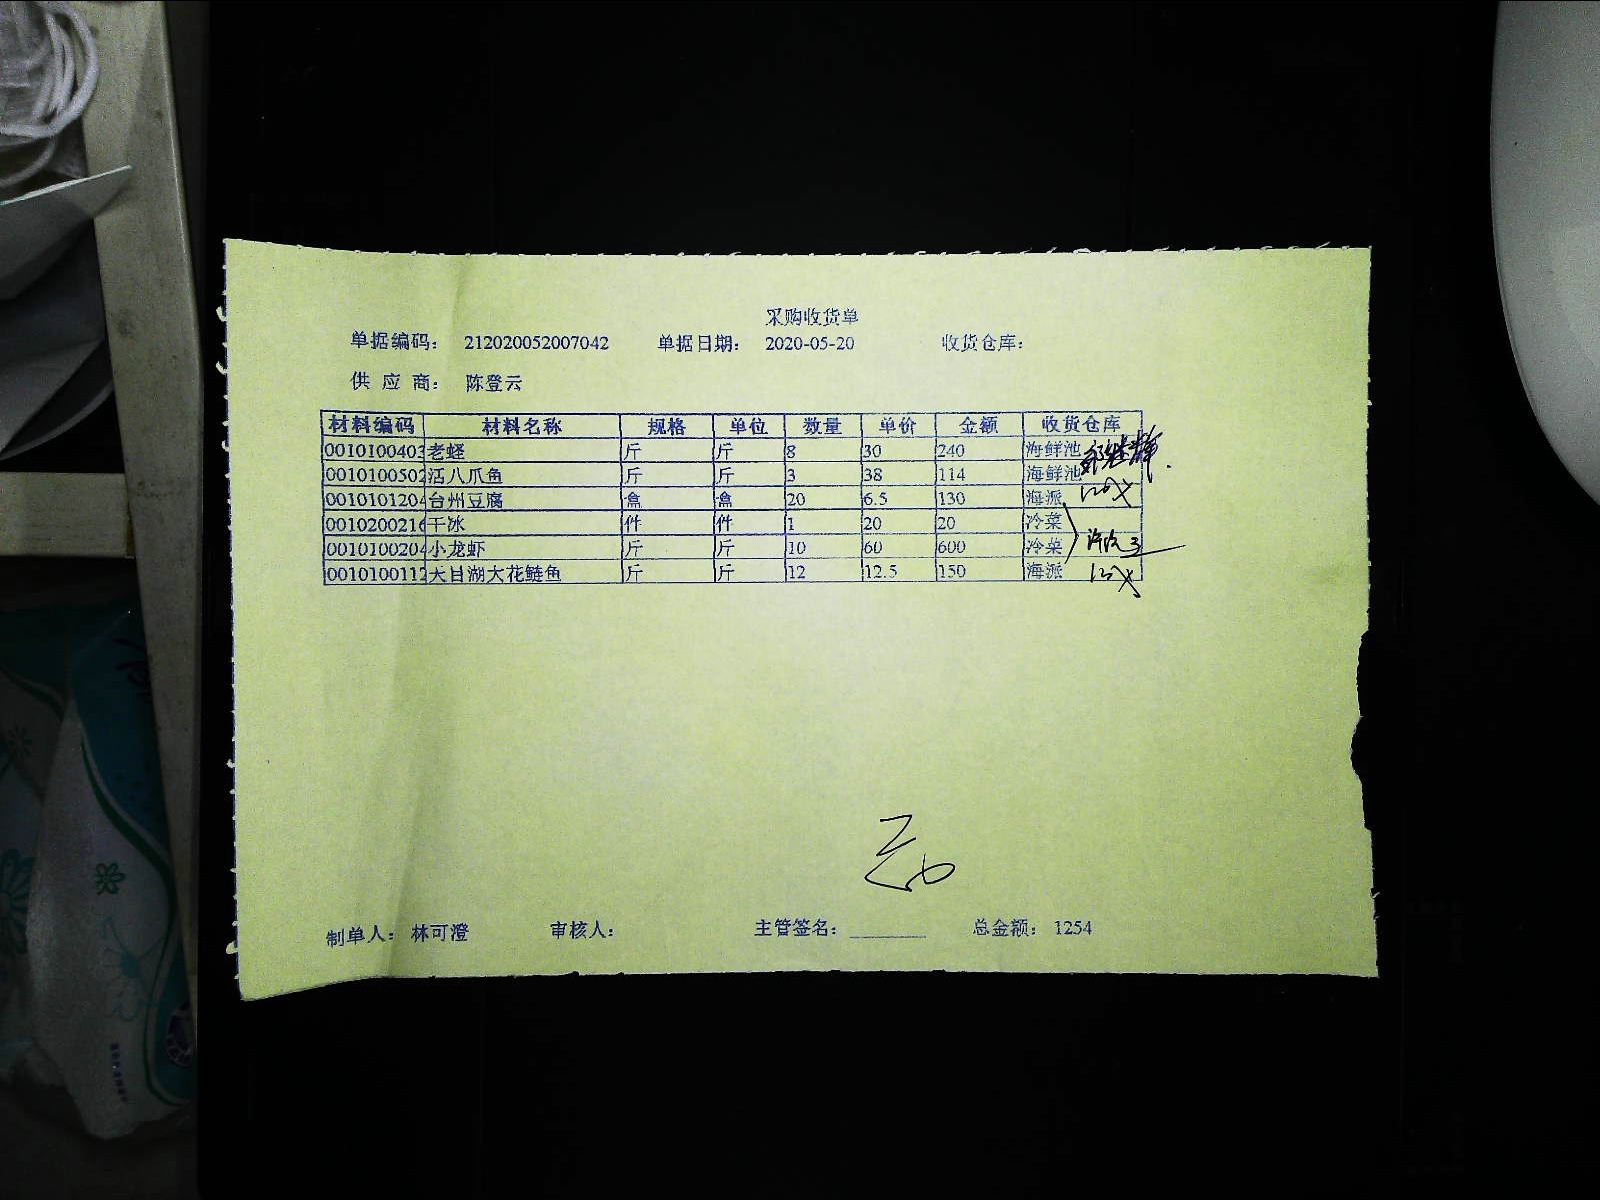 采购收货单
单据编码： 212020052007042 单据日期： 2020-05-20 收货仓库：
供 应 商： 陈登云
材料编码 材料名称 规格 单位 数量 单价 金额 收货仓库
0010100403 老蛏 斤 斤 8 30 240 海鲜池
0010100502 活八爪鱼 斤 斤 3 38 114 海鲜池
0010101204 台州豆腐 盒 盒 20 6.5 130 海派
0010200216 干冰 件 件 1 20 20 冷菜
0010100204 小龙虾 斤 斤 10 60 600 冷菜
0010100112 天目湖大花鲢鱼 斤 斤 12 12.5 150 海派
制单人： 林可澄 审核人： 主管签名：________ 总金额： 1254